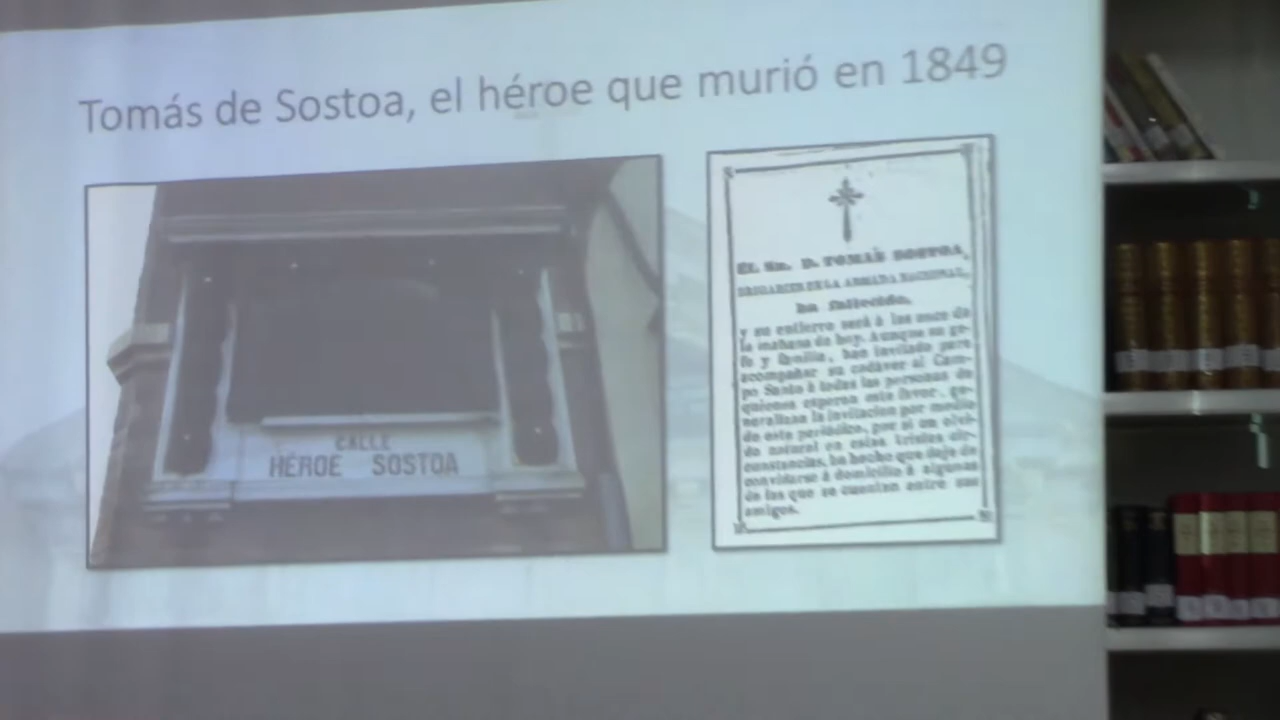 Tomás de Sostoa, el héroe que murió en 1849
CALLE
HÉROE SOSTOA
EL SR. D. TOMAS SOSTOA,
BRIGADIER DE LA ARMADA NACIONAL,
ha fallecido,
y su entierro será á las once de
la mañana de hoy. Aunque su
fe y familia, han invitado para
acompañar su cadáver al Cam-
po Santo á todas las personas de
quienes esperan este favor, ge-
neralizan la invitacion por medio
de este periódico, por si un olvi-
do natural en estas tristes cir-
cunstancias, ha hecho que deje de
convidarse á domicilio á algunas
de las que se cuentan entre sus
amigos.